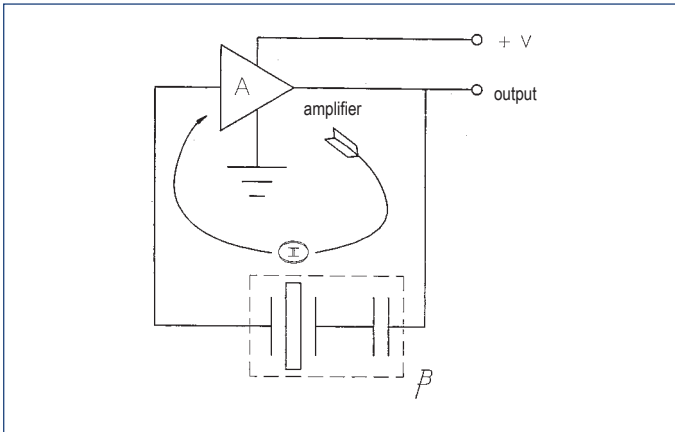 + V
A
output
amplifier
I
β